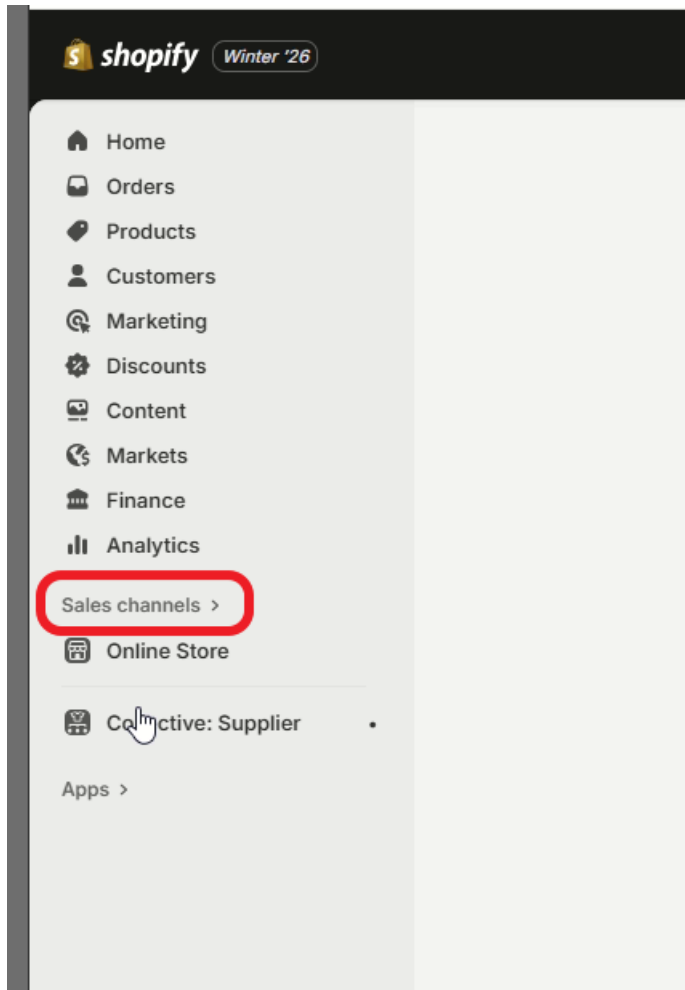 shopify Winter '26
Home
Orders
Products
Customers
Marketing
Discounts
Content
Markets
Finance
Analytics
Sales channels >
Online Store
Supplier
Apps >